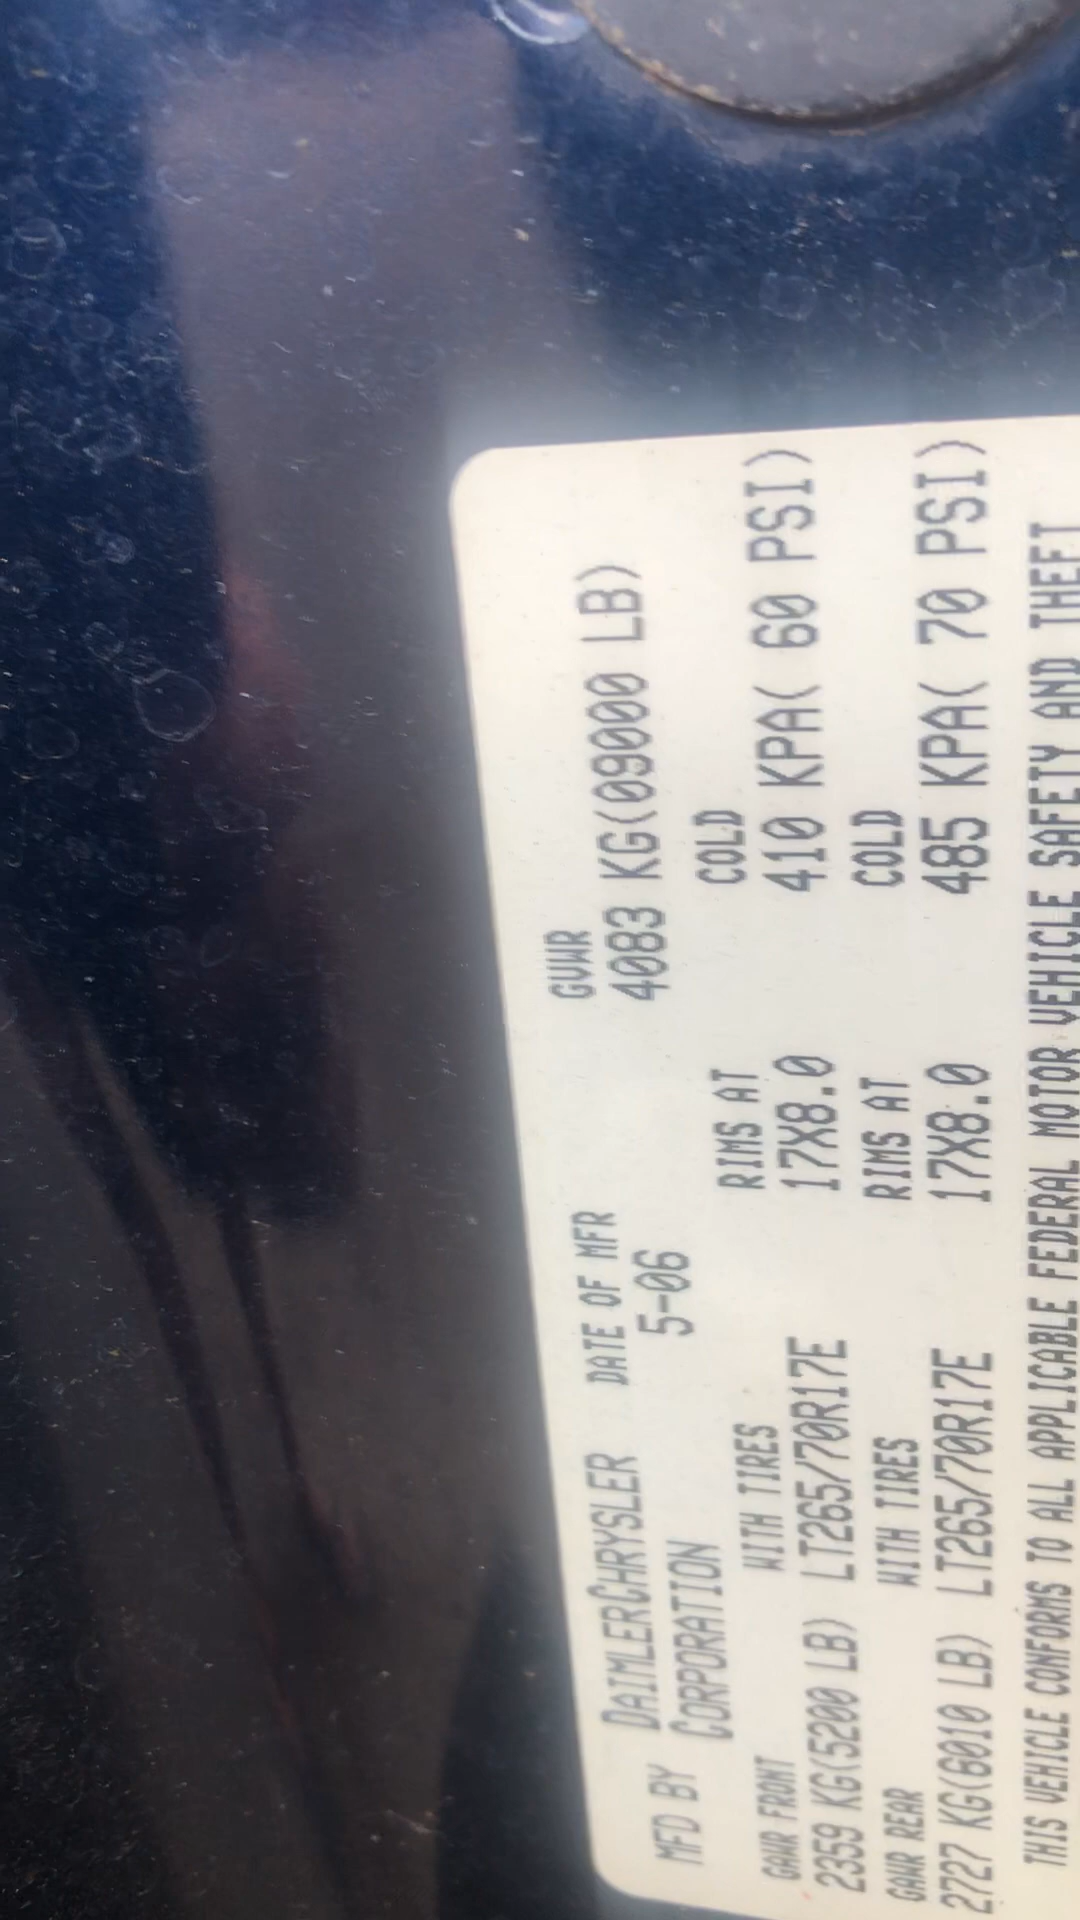 MFD BY DAIMLERCHRYSLER DATE OF MFR GVWR
CORPORATION 5-06 4083 KG(09000 LB)
GAWR FRONT WITH TIRES RIMS AT COLD
2359 KG(5200 LB) LT265/70R17E 17X8.0 410 KPA( 60 PSI)
GAWR REAR WITH TIRES RIMS AT COLD
2727 KG(6010 LB) LT265/70R17E 17X8.0 485 KPA( 70 PSI)
THIS VEHICLE CONFORMS TO ALL APPLICABLE FEDERAL MOTOR VEHICLE SAFETY AND THEFT